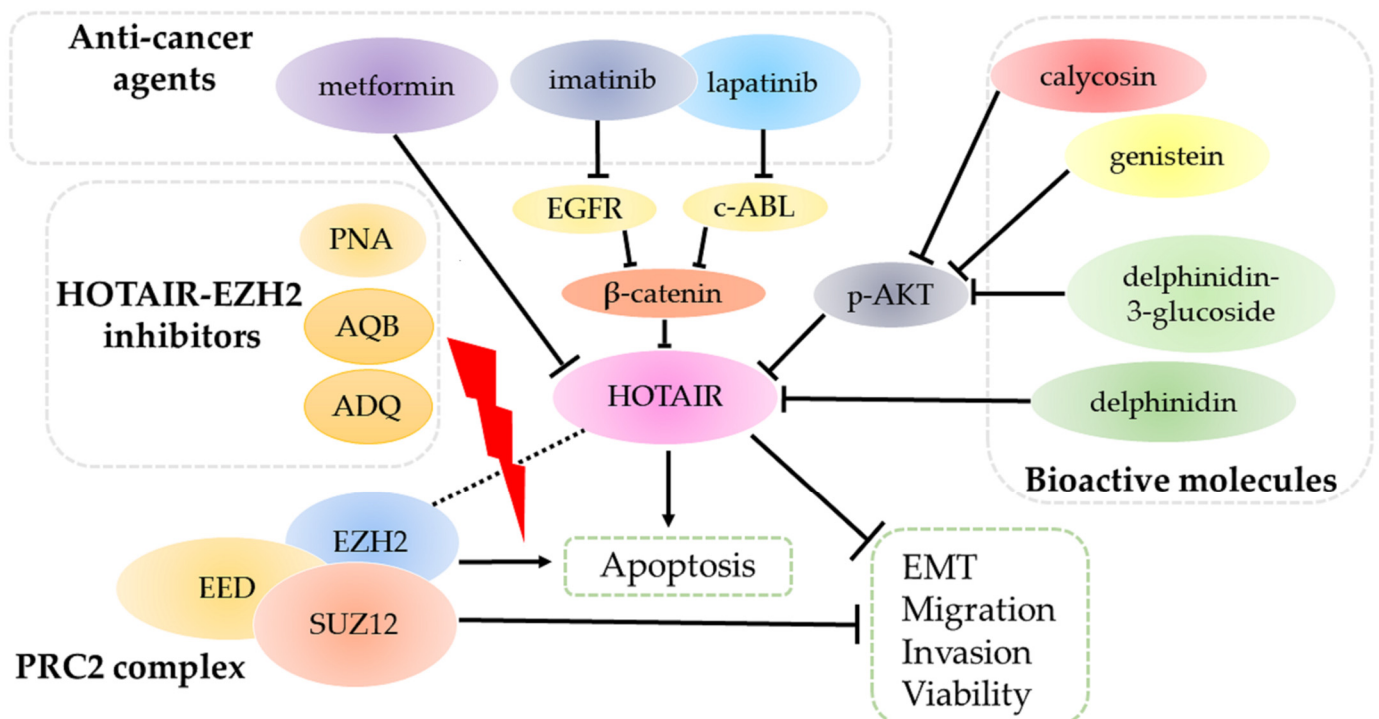 Anti-cancer
agents
metformin
imatinib
lapatinib
calycosin
genistein
EGFR
c-ABL
PNA
HOTAIR-EZH2
inhibitors
AQB
ADQ
β-catenin
p-AKT
delphinidin-
3-glucoside
HOTAIR
delphinidin
Bioactive molecules
EZH2
EED
SUZ12
PRC2 complex
Apoptosis
EMT
Migration
Invasion
Viability